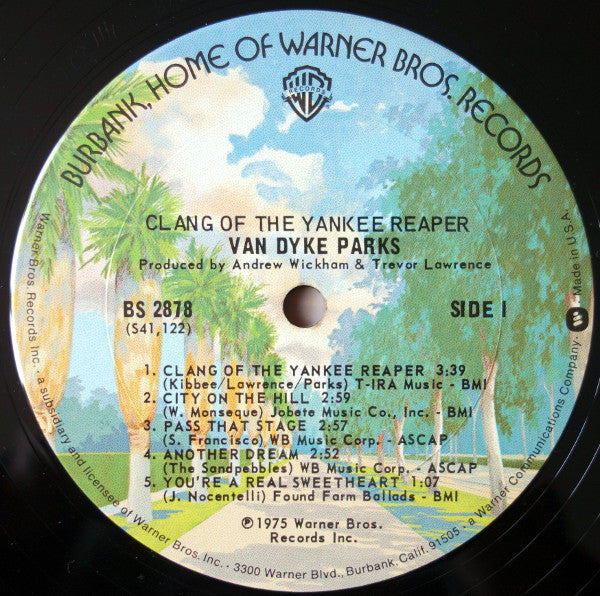 BURBANK, HOME OF WARNER BROS. RECORDS
WB
RECORDS
CLANG OF THE YANKEE REAPER
VAN DYKE PARKS
Produced by Andrew Wickham & Trevor Lawrence
BS 2878
(S41,122)
SIDE 1
1. CLANG OF THE YANKEE REAPER 3:39
(Kibbee/Lawrence/Parks) T-IRA Music - BMI
2. CITY ON THE HILL 2:59
(W. Monseque) Jobete Music Co., Inc. - BMI
3. PASS THAT STAGE 2:57
(S. Francisco) WB Music Corp. - ASCAP
4. ANOTHER DREAM 2:52
(The Sandpebbles) WB Music Corp. - ASCAP
5. YOU'RE A REAL SWEETHEART 1:07
(J. Nocentelli) Found Farm Ballads - BMI
℗1975 Warner Bros.
Records Inc.
Warner Bros. Records Inc. • a subsidiary and licensee of Warner Bros. Inc. • 3300 Warner Blvd., Burbank, Calif. 91505 • a Warner Communications Company. • Made in U.S.A.